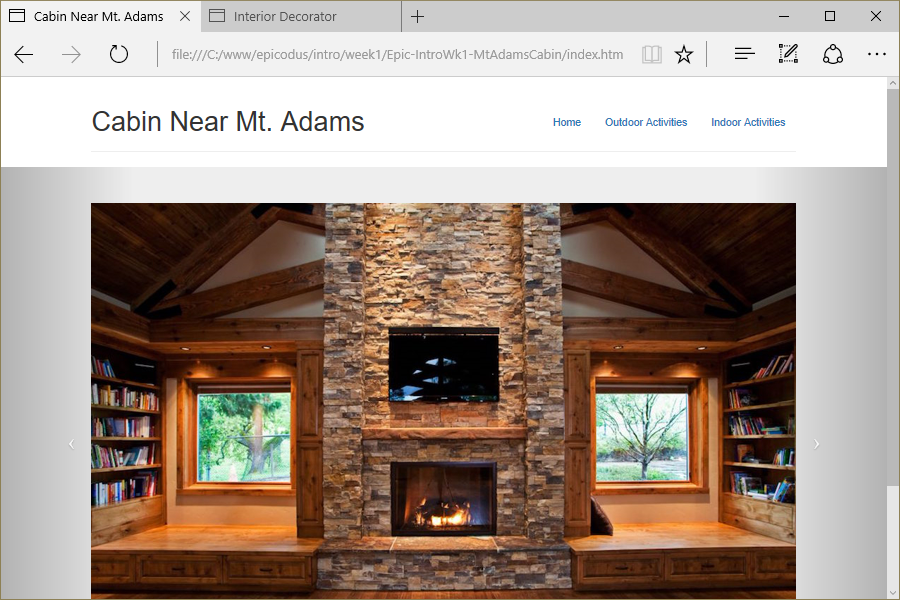 Cabin Near Mt. Adams
Interior Decorator
file:///C:/www/epicodus/intro/week1/Epic-IntroWk1-MtAdamsCabin/index.htm
Cabin Near Mt. Adams
Home
Outdoor Activities
Indoor Activities